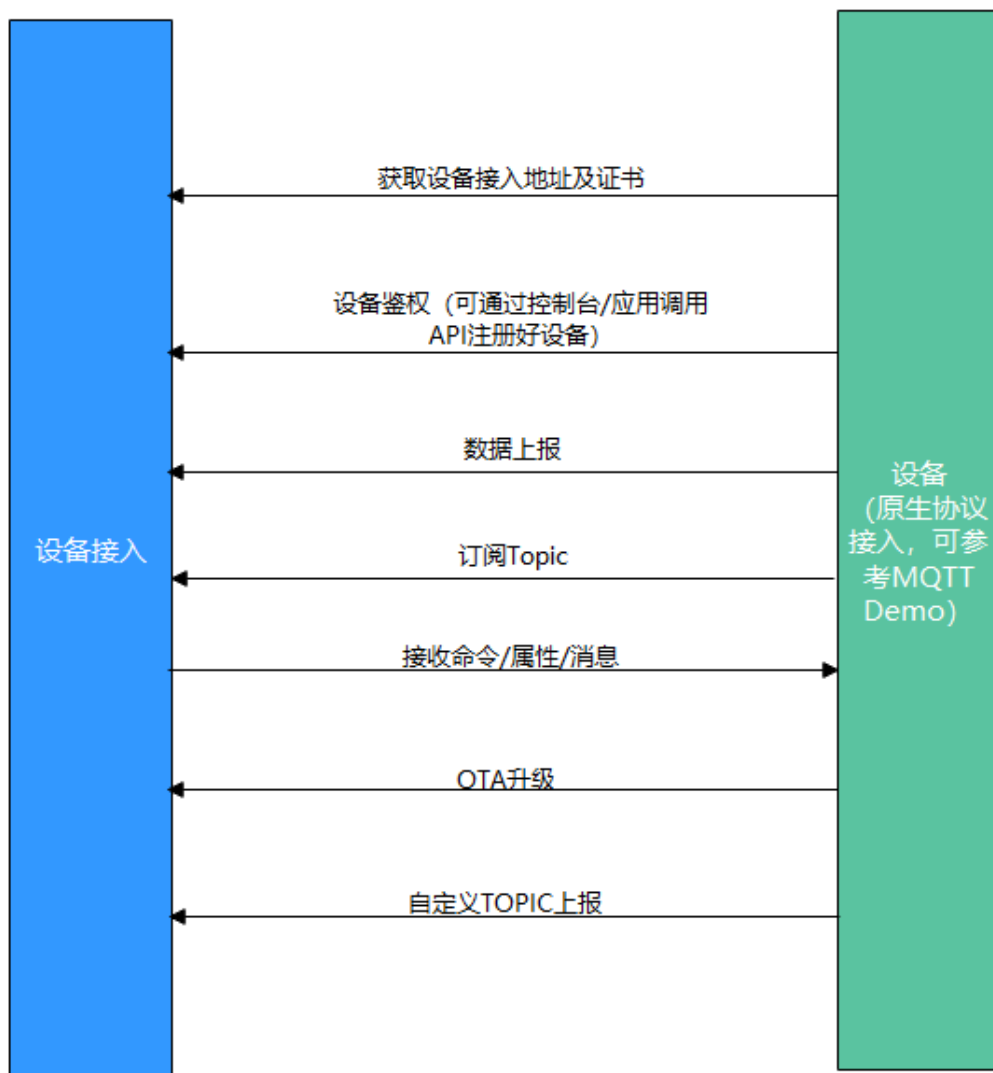 获取设备接入地址及证书
设备鉴权（可通过控制台/应用调用
API注册好设备）
数据上报
订阅Topic
接收命令/属性/消息
OTA升级
自定义TOPIC上报
设备接入
设备
（原生协议
接入，可参
考MQTT
Demo）